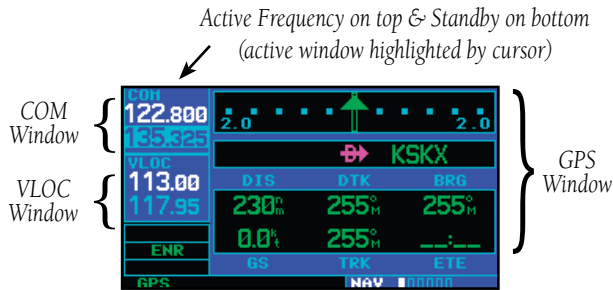 Active Frequency on top & Standby on bottom
(active window highlighted by cursor)
COM
Window
VLOC
Window
GPS
Window
COM
122.800
135.325
VLOC
113.00
117.95
ENR
GPS
2.0 2.0
KSKX
DIS DTK BRG
230nm 255°M 255°M
0.0kt 255°M __:__
GS TRK ETE
NAV